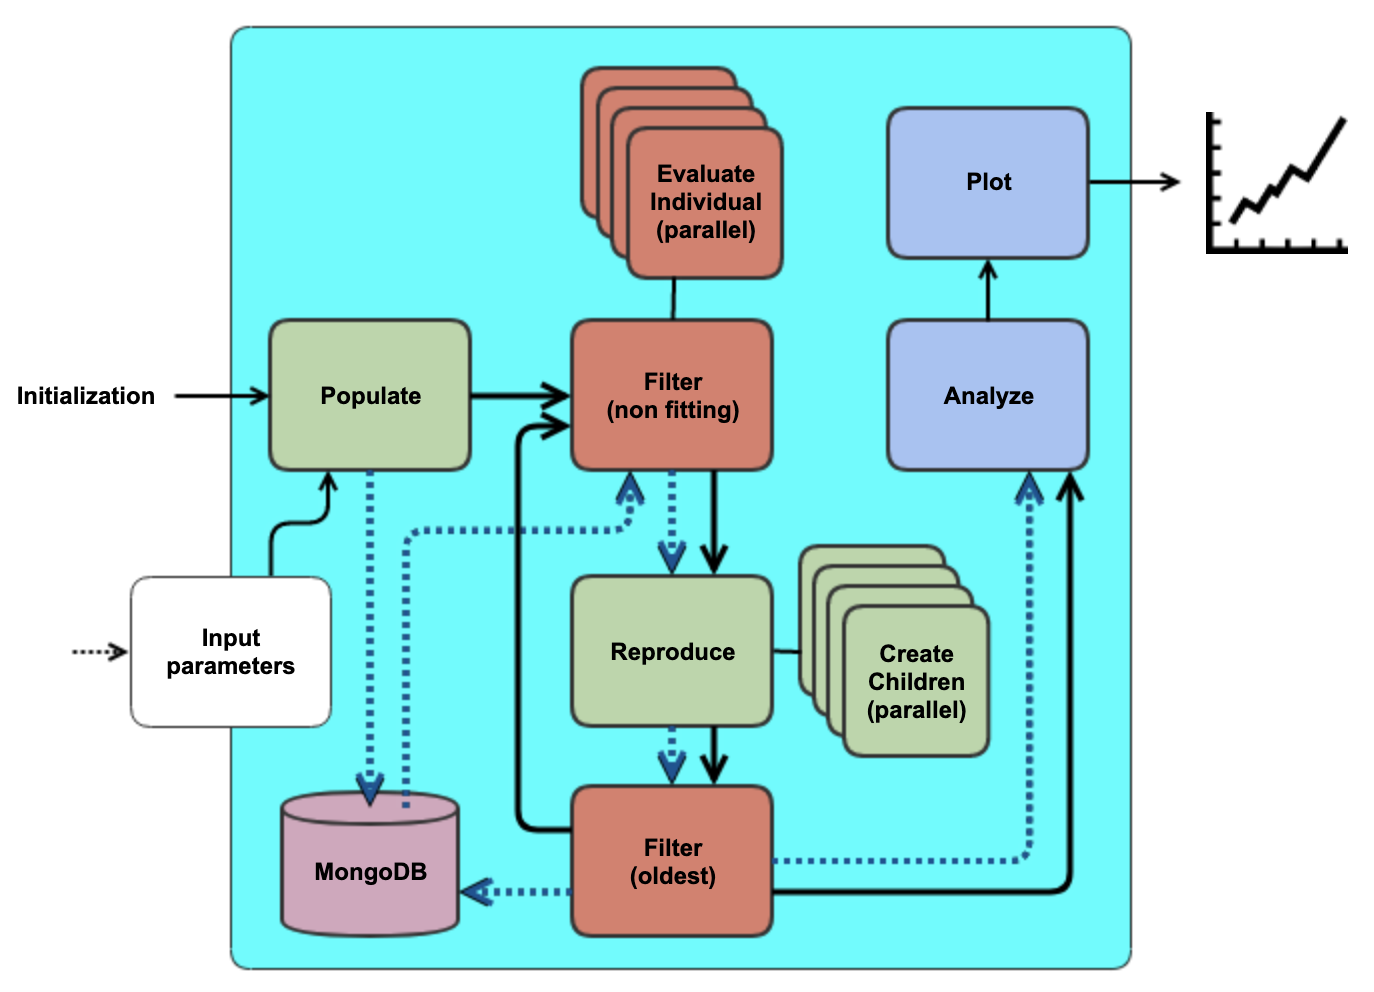 Evaluate
Individual
(parallel)
Plot
Initialization
Populate
Filter
(non fitting)
Analyze
Input
parameters
Reproduce
Create
Children
(parallel)
MongoDB
Filter
(oldest)